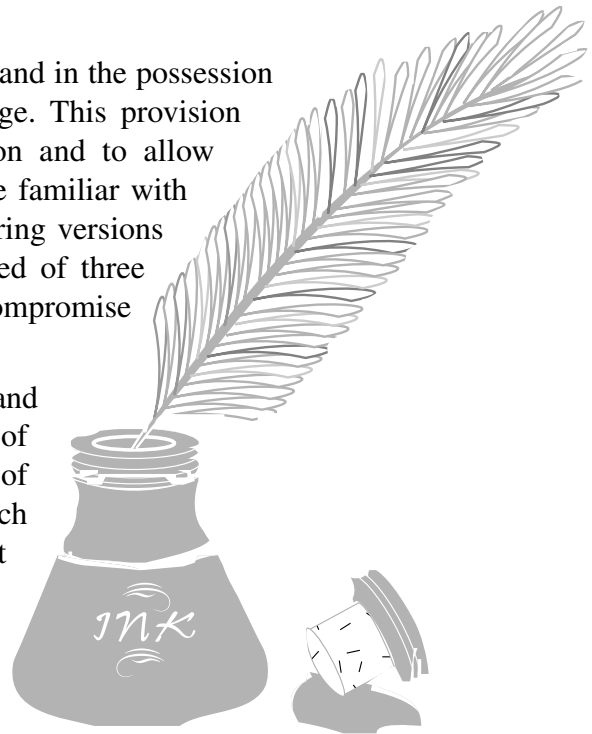 and in the possession
ge. This provision
on and to allow
e familiar with
ring versions
ed of three
ompromise
and
of
of
ch
t
INK